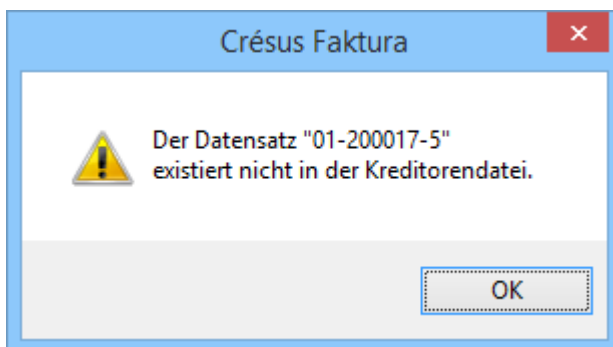 Crésus Faktura
Der Datensatz "01-200017-5"
existiert nicht in der Kreditorendatei.
OK